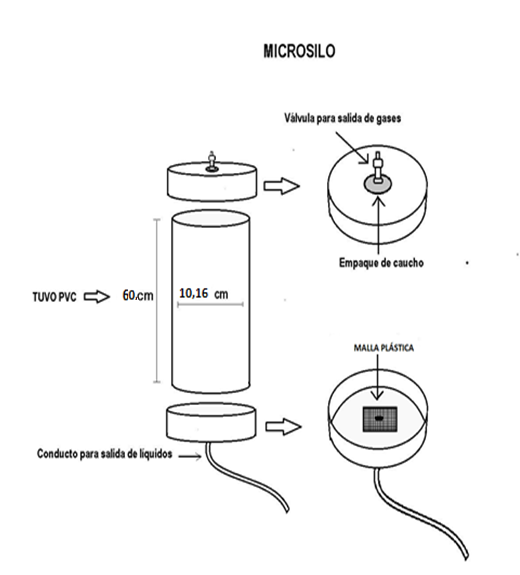 MICROSILO
Válvula para salida de gases
Empaque de caucho
TUVO PVC
60.cm
10,16 cm
MALLA PLÁSTICA
Conducto para salida de líquidos